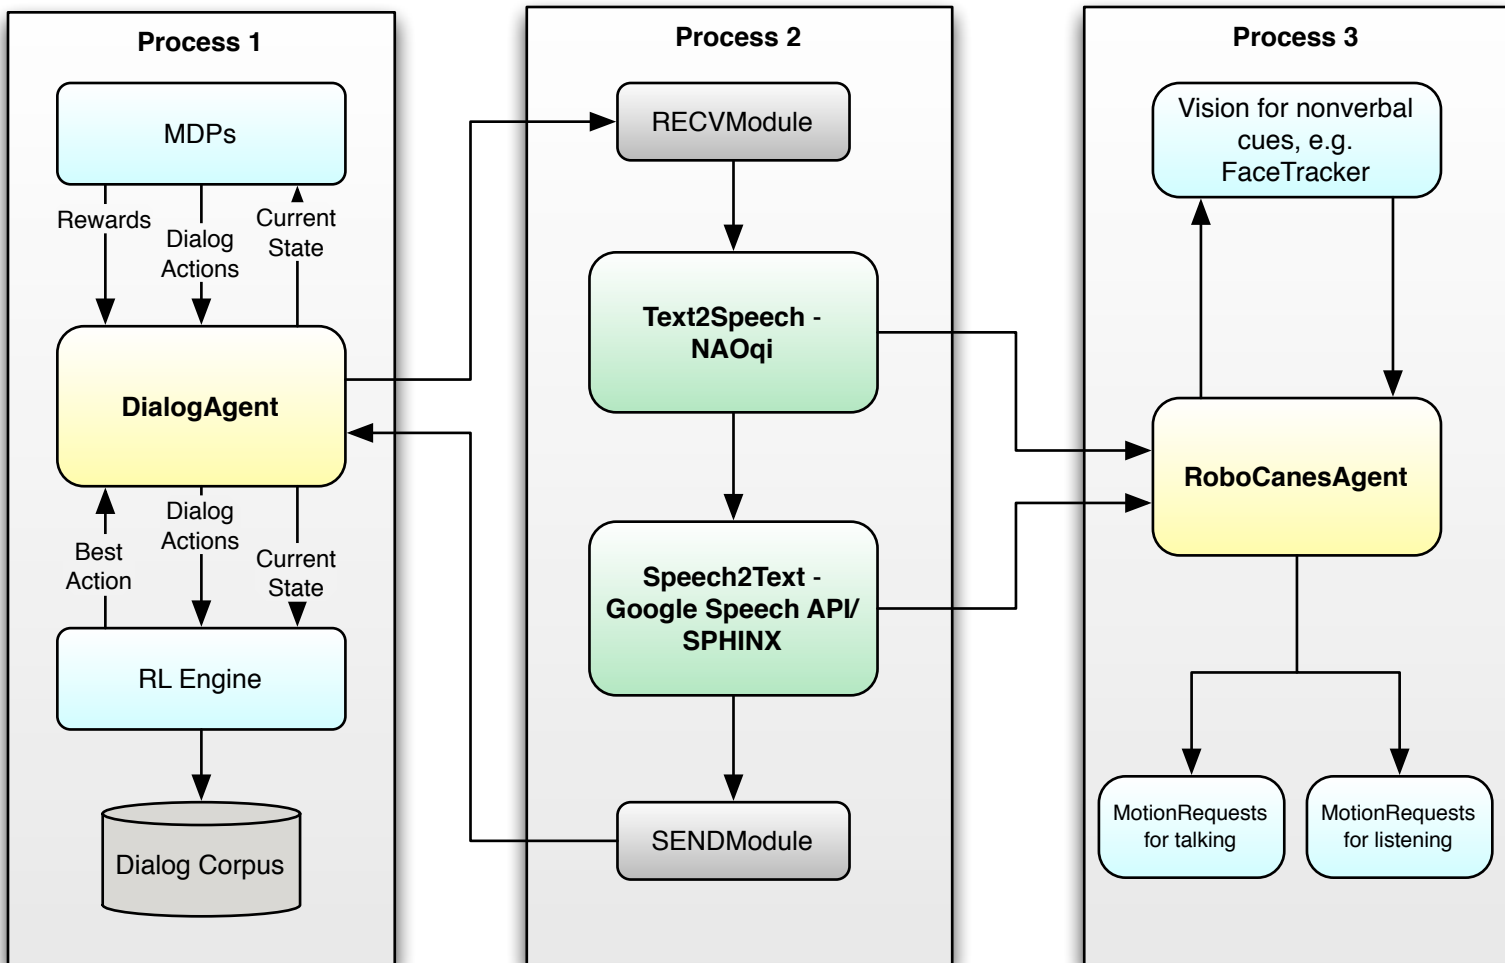 Process 1
MDPs
Rewards
Dialog
Actions
Current
State
DialogAgent
Best
Action
Dialog
Actions
Current
State
RL Engine
Dialog Corpus
Process 2
RECVModule
Text2Speech -
NAOqi
Speech2Text -
Google Speech API/
SPHINX
SENDModule
Process 3
Vision for nonverbal
cues, e.g.
FaceTracker
RoboCanesAgent
MotionRequests
for talking
MotionRequests
for listening